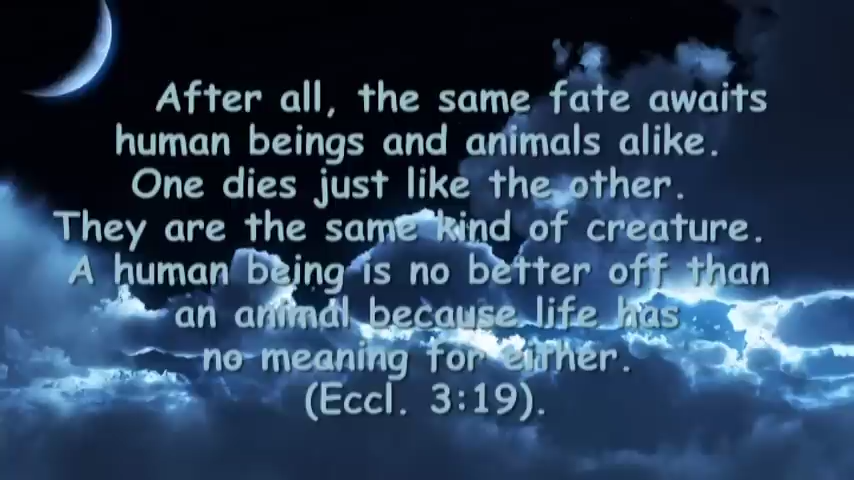 After all, the same fate awaits
human beings and animals alike.
One dies just like the other.
They are the same kind of creature.
A human being is no better off than
an animal because life has
no meaning for either.
(Eccl. 3:19).